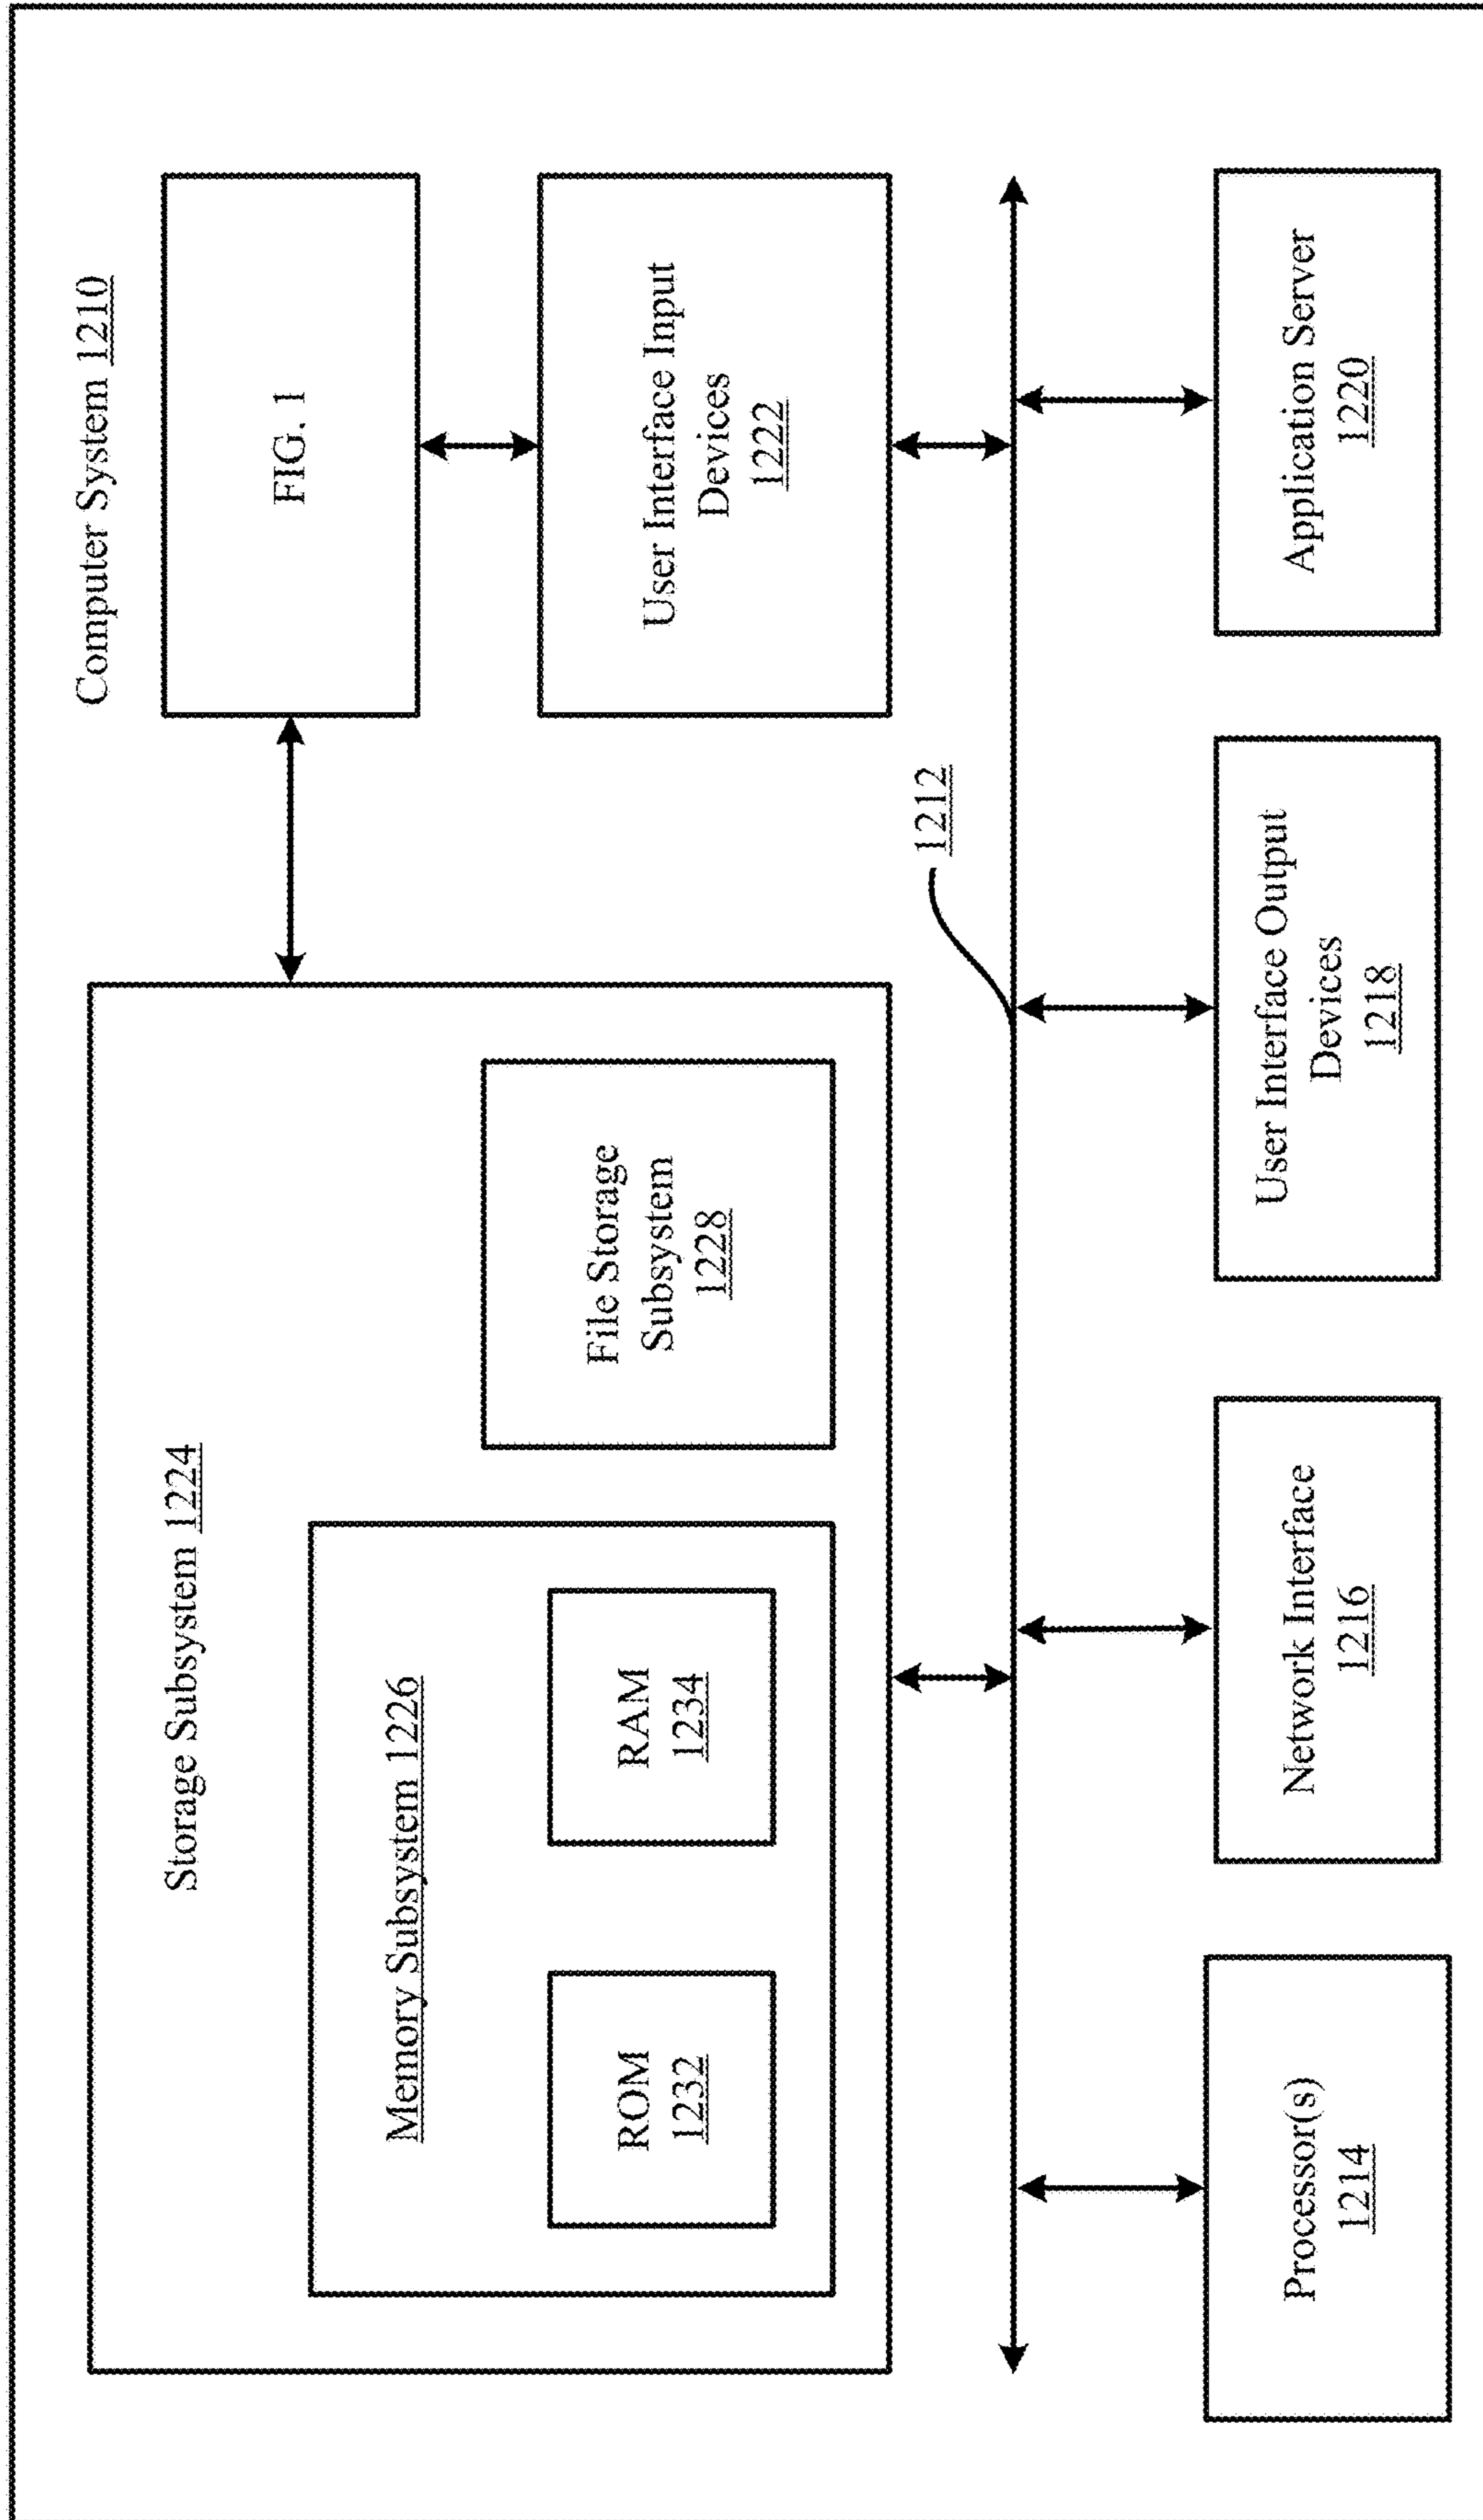 Computer System 1210
Storage Subsystem 1224
FIG. 1
Memory Subsystem 1226
ROM
1232
RAM
1234
File Storage
Subsystem
1228
User Interface Input
Devices
1222
1212
Processor(s)
1214
Network Interface
1216
User Interface Output
Devices
1218
Application Server
1220